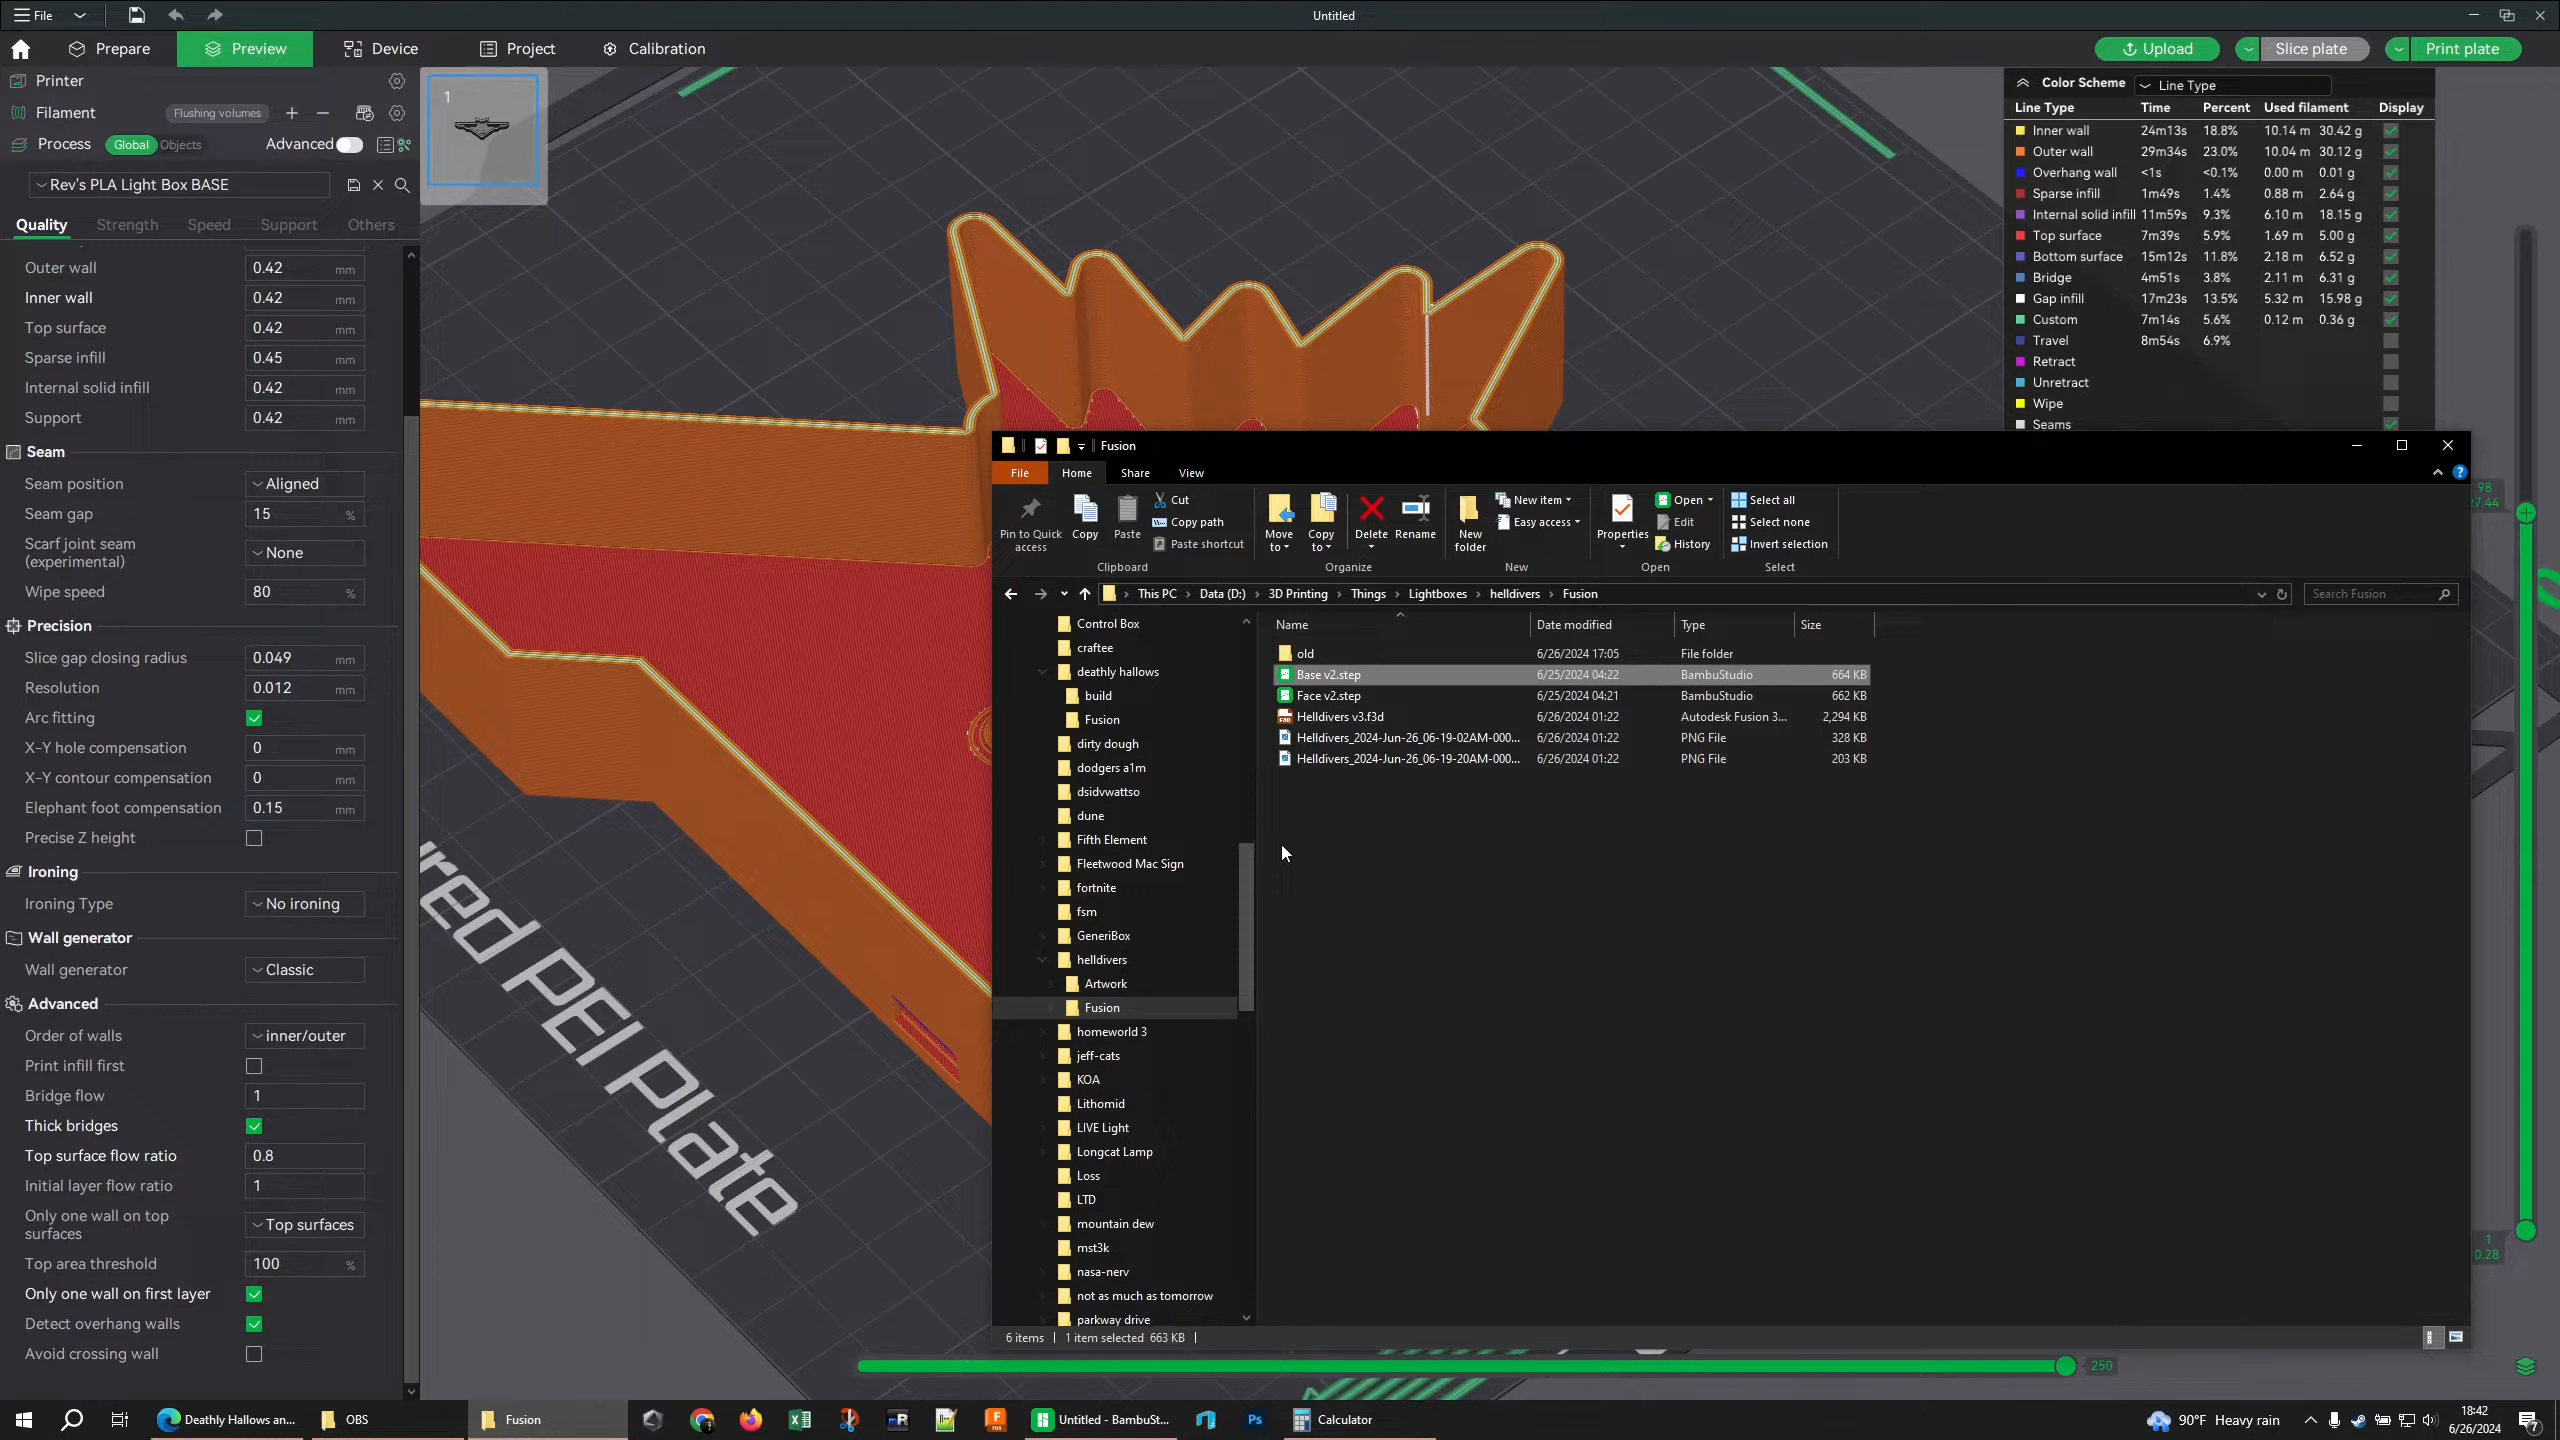 File
Untitled
Prepare
Preview
Device
Project
Calibration
Upload
Slice plate
Print plate
Printer
Filament
Flushing volumes
Process
Global
Objects
Advanced
Rev's PLA Light Box BASE
Quality
Strength
Speed
Support
Others
Outer wall 0.42 mm
Inner wall 0.42 mm
Top surface 0.42 mm
Sparse infill 0.45 mm
Internal solid infill 0.42 mm
Support 0.42 mm
Seam
Seam position Aligned
Seam gap 15 %
Scarf joint seam
(experimental) None
Wipe speed 80 %
Precision
Slice gap closing radius 0.049 mm
Resolution 0.012 mm
Arc fitting
X-Y hole compensation 0 mm
X-Y contour compensation 0 mm
Elephant foot compensation 0.15 mm
Precise Z height
Ironing
Ironing Type No ironing
Wall generator
Wall generator Classic
Advanced
Order of walls inner/outer
Print infill first
Bridge flow 1
Thick bridges
Top surface flow ratio 0.8
Initial layer flow ratio 1
Only one wall on top
surfaces Top surfaces
Top area threshold 100 %
Only one wall on first layer
Detect overhang walls
Avoid crossing wall
1
ured PEI Plate
Color Scheme Line Type
Line Type Time Percent Used filament Display
Inner wall 24m13s 18.8% 10.14 m 30.42 g
Outer wall 29m34s 23.0% 10.04 m 30.12 g
Overhang wall <1s <0.1% 0.00 m 0.01 g
Sparse infill 1m49s 1.4% 0.88 m 2.64 g
Internal solid infill 11m59s 9.3% 6.10 m 18.15 g
Top surface 7m39s 5.9% 1.69 m 5.00 g
Bottom surface 15m12s 11.8% 2.18 m 6.52 g
Bridge 4m51s 3.8% 2.11 m 6.31 g
Gap infill 17m23s 13.5% 5.32 m 15.98 g
Custom 7m14s 5.6% 0.12 m 0.36 g
Travel 8m54s 6.9%
Retract
Unretract
Wipe
Seams
98
27.44
1
0.28
250
Fusion
File
Home
Share
View
Pin to Quick
access
Copy
Paste
Cut
Copy path
Paste shortcut
Clipboard
Move
to
Copy
to
Delete
Rename
Organize
New
folder
New item
Easy access
New
Properties
Open
Edit
History
Open
Select all
Select none
Invert selection
Select
This PC > Data (D:) > 3D Printing > Things > Lightboxes > helldivers > Fusion
Search Fusion
Control Box
craftee
deathly hallows
build
Fusion
dirty dough
dodgers a1m
dsidvwattso
dune
Fifth Element
Fleetwood Mac Sign
fortnite
fsm
GeneriBox
helldivers
Artwork
Fusion
homeworld 3
jeff-cats
KOA
Lithomid
LIVE Light
Longcat Lamp
Loss
LTD
mountain dew
mst3k
nasa-nerv
not as much as tomorrow
parkway drive
Name Date modified Type Size
old 6/26/2024 17:05 File folder
Base v2.step 6/25/2024 04:22 BambuStudio 664 KB
Face v2.step 6/25/2024 04:21 BambuStudio 662 KB
Helldivers v3.f3d 6/26/2024 01:22 Autodesk Fusion 3... 2,294 KB
Helldivers_2024-Jun-26_06-19-02AM-000... 6/26/2024 01:22 PNG File 328 KB
Helldivers_2024-Jun-26_06-19-20AM-000... 6/26/2024 01:22 PNG File 203 KB
6 items 1 item selected 663 KB
Deathly Hallows an...
OBS
Fusion
Untitled - BambuSt...
Ps
Calculator
90°F Heavy rain
18:42
6/26/2024
7